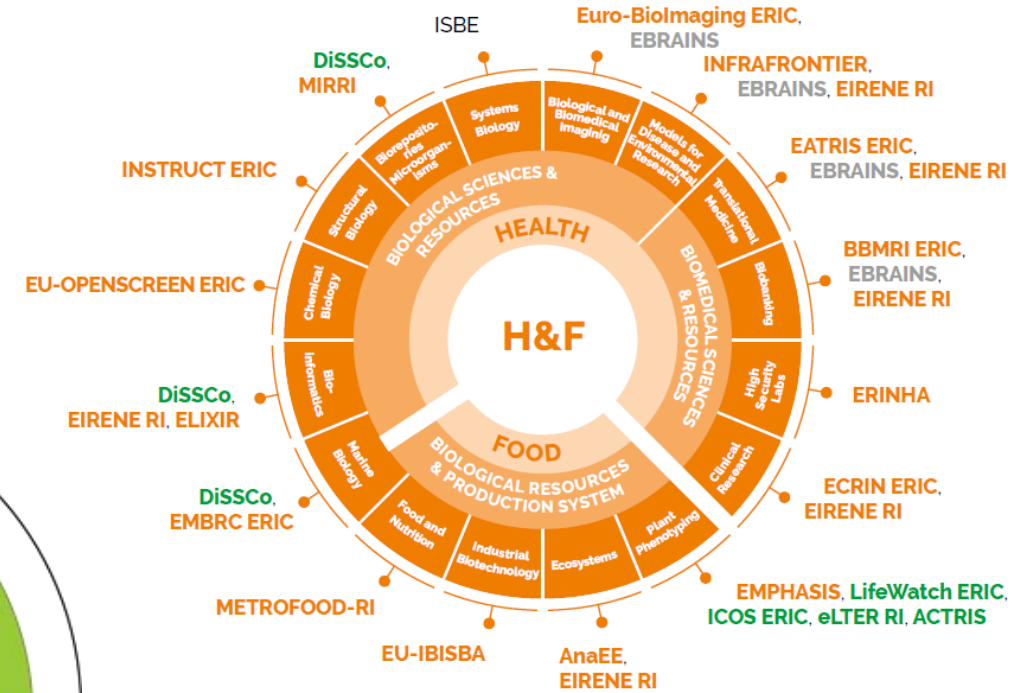 ISBE
Euro-BioImaging ERIC,
EBRAINS
INFRAFRONTIER,
EBRAINS, EIRENE RI
EATRIS ERIC,
EBRAINS, EIRENE RI
BBMRI ERIC,
EBRAINS,
EIRENE RI
ERINHA
ECRIN ERIC,
EIRENE RI
EMPHASIS, LifeWatch ERIC,
ICOS ERIC, eLTER RI, ACTRIS
AnaEE,
EIRENE RI
EU-IBISBA
METROFOOD-RI
DiSSCo,
EMBRC ERIC
DiSSCo,
EIRENE RI, ELIXIR
EU-OPENSCREEN ERIC
INSTRUCT ERIC
DiSSCo,
MIRRI
Systems
Biology
Biological and
Biomedical
Imaginig
Models for
Disease and
Environmental
Research
Translational
Medicine
Biobanking
High
Security
Labs
Clinical
Research
Plant
Phenotyping
Ecosystems
Industrial
Biotechnology
Food and
Nutrition
Marine
Biology
Bio-
informatics
Chemical
Biology
Structural
Biology
Bioreposito-
ries
Microorgan-
isms
BIOLOGICAL SCIENCES &
RESOURCES
BIOMEDICAL SCIENCES
& RESOURCES
BIOLOGICAL RESOURCES
& PRODUCTION SYSTEM
HEALTH
H&F
FOOD